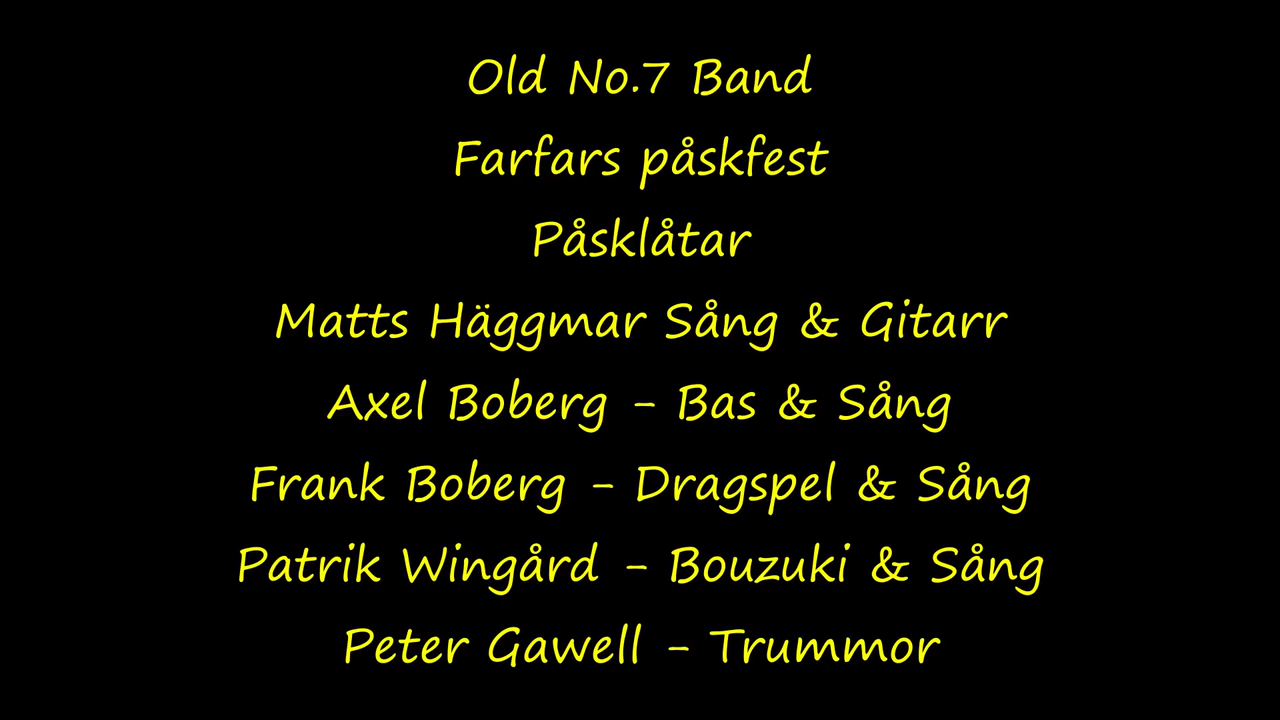 Old No.7 Band
Farfars påskfest
Påsklåtar
Matts Häggmar Sång & Gitarr
Axel Boberg - Bas & Sång
Frank Boberg - Dragspel & Sång
Patrik Wingård - Bouzuki & Sång
Peter Gawell - Trummor